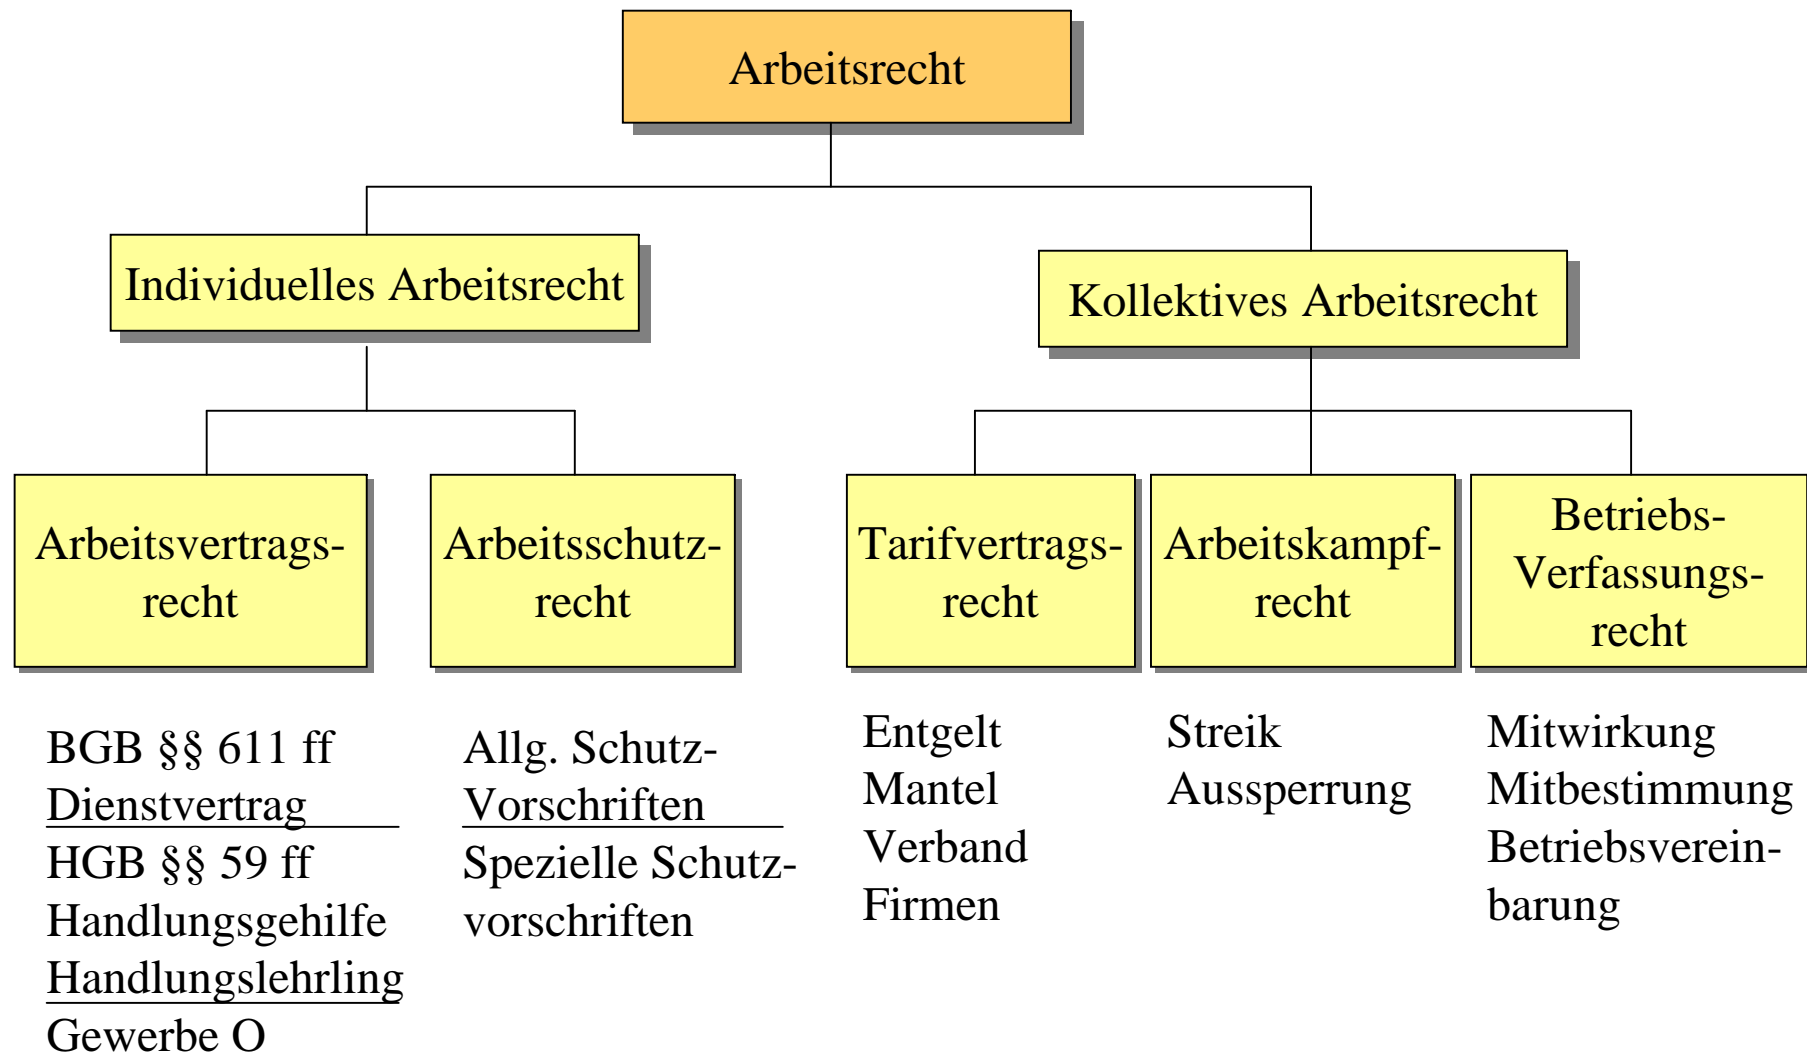 Arbeitsrecht
Individuelles Arbeitsrecht
Kollektives Arbeitsrecht
Arbeitsvertrags-
recht
Arbeitsschutz-
recht
Tarifvertrags-
recht
Arbeitskampf-
recht
Betriebs-
Verfassungs-
recht
BGB §§ 611 ff
Dienstvertrag
HGB §§ 59 ff
Handlungsgehilfe
Handlungslehrling
Gewerbe O
Allg. Schutz-
Vorschriften
Spezielle Schutz-
vorschriften
Entgelt
Mantel
Verband
Firmen
Streik
Aussperrung
Mitwirkung
Mitbestimmung
Betriebsverein-
barung